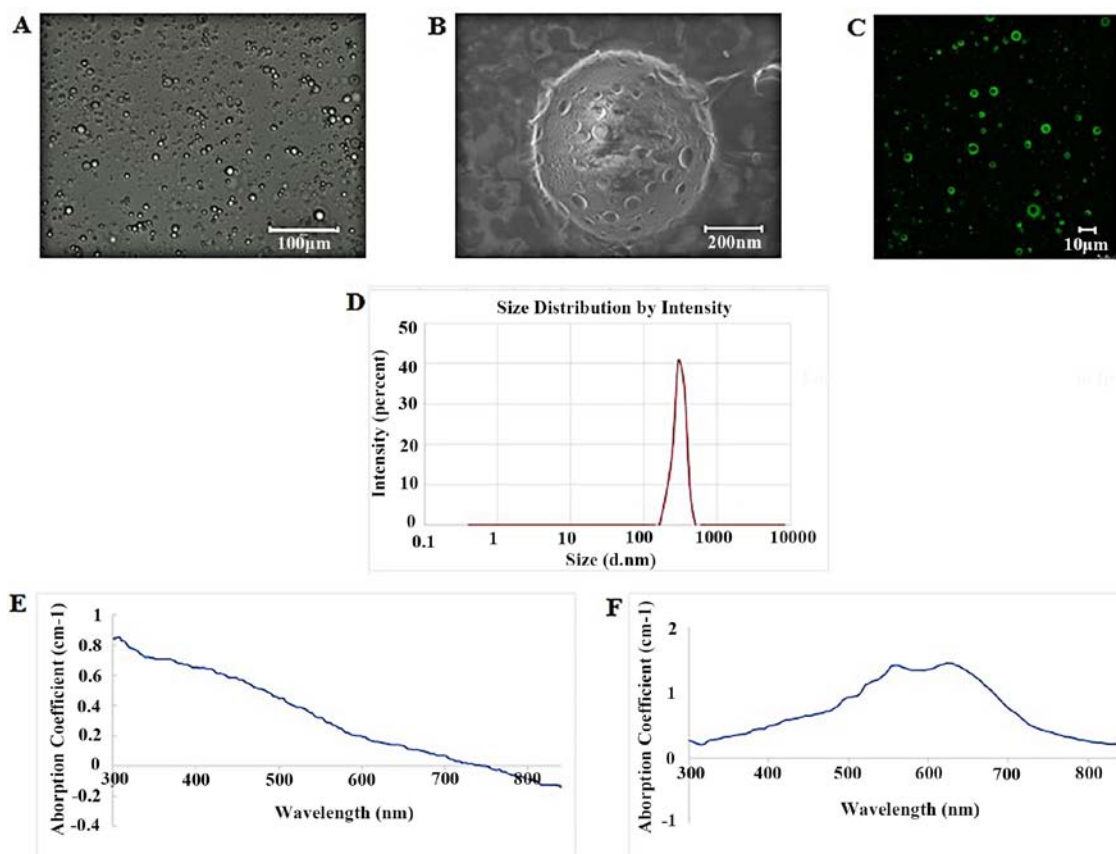 A
100µm
B
200nm
C
10µm
D
Size Distribution by Intensity
Intensity (percent)
50
40
30
20
10
0
0.1 1 10 100 1000 10000
Size (d.nm)
E
Aborption Coefficient (cm-1)
1
0.8
0.6
0.4
0.2
0
-0.2
-0.4
300 400 500 600 700 800
Wavelength (nm)
F
Aborption Coefficient (cm-1)
2
1
0
-1
300 400 500 600 700 800
Wavelength (nm)